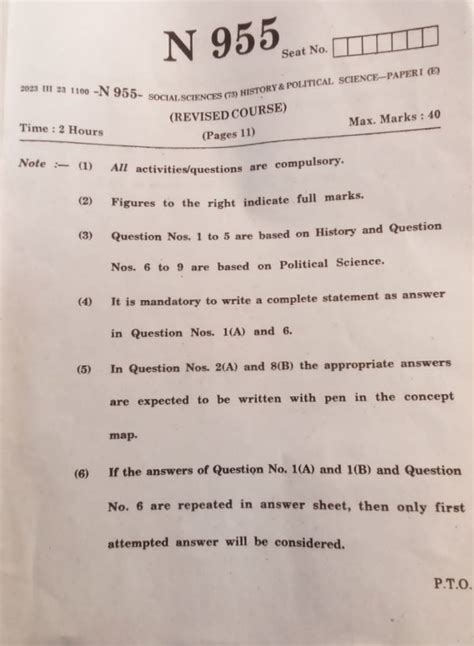 N 955
Seat No.
2023 III 23 1100 -N 955- SOCIAL SCIENCES (73) HISTORY & POLITICAL SCIENCE—PAPER I (E)
(REVISED COURSE)
Time : 2 Hours (Pages 11) Max. Marks : 40
Note :— (1) All activities/questions are compulsory.
(2) Figures to the right indicate full marks.
(3) Question Nos. 1 to 5 are based on History and Question
Nos. 6 to 9 are based on Political Science.
(4) It is mandatory to write a complete statement as answer
in Question Nos. 1(A) and 6.
(5) In Question Nos. 2(A) and 8(B) the appropriate answers
are expected to be written with pen in the concept
map.
(6) If the answers of Question No. 1(A) and 1(B) and Question
No. 6 are repeated in answer sheet, then only first
attempted answer will be considered.
P.T.O.